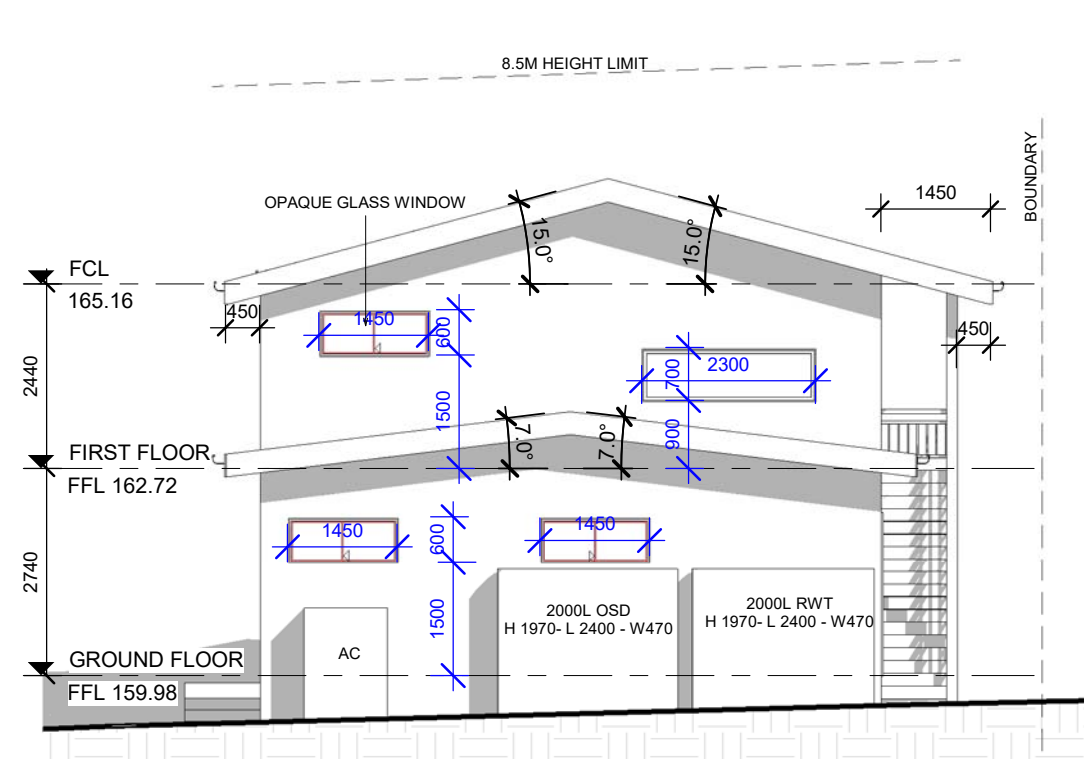 8.5M HEIGHT LIMIT
BOUNDARY
OPAQUE GLASS WINDOW
1450
15.0°
15.0°
FCL
165.16
450
1450
600
450
2300
700
2440
1500
900
7.0°
7.0°
FIRST FLOOR
FFL 162.72
1450
600
1450
2740
1500
2000L OSD
H 1970- L 2400 - W470
2000L RWT
H 1970- L 2400 - W470
AC
GROUND FLOOR
FFL 159.98